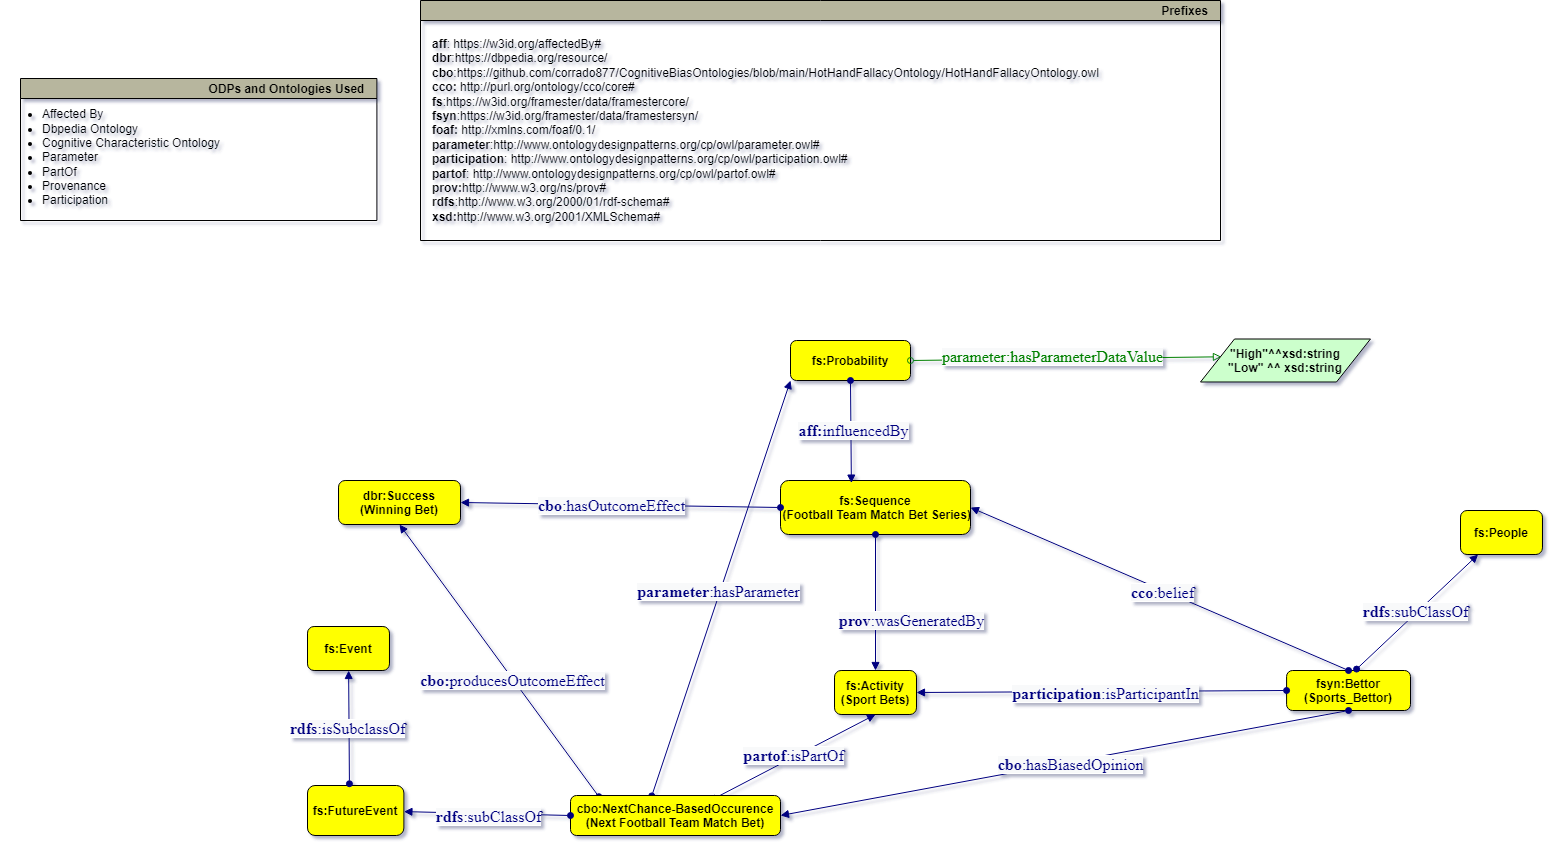 Prefixes
aff: https://w3id.org/affectedBy#
dbr:https://dbpedia.org/resource/
cbo:https://github.com/corrado877/CognitiveBiasOntologies/blob/main/HotHandFallacyOntology/HotHandFallacyOntology.owl
cco: http://purl.org/ontology/cco/core#
fs:https://w3id.org/framester/data/framestercore/
fsyn:https://w3id.org/framester/data/framestersyn/
foaf: http://xmlns.com/foaf/0.1/
parameter:http://www.ontologydesignpatterns.org/cp/owl/parameter.owl#
participation: http://www.ontologydesignpatterns.org/cp/owl/participation.owl#
partof: http://www.ontologydesignpatterns.org/cp/owl/partof.owl#
prov:http://www.w3.org/ns/prov#
rdfs:http://www.w3.org/2000/01/rdf-schema#
xsd:http://www.w3.org/2001/XMLSchema#
ODPs and Ontologies Used
Affected By
Dbpedia Ontology
Cognitive Characteristic Ontology
Parameter
PartOf
Provenance
Participation
fs:Probability
parameter:hasParameterDataValue
"High"^^xsd:string
"Low" ^^ xsd:string
aff:influencedBy
dbr:Success
(Winning Bet)
cbo:hasOutcomeEffect
fs:Sequence
(Football Team Match Bet Series)
fs:People
parameter:hasParameter
cco:belief
rdfs:subClassOf
prov:wasGeneratedBy
fs:Event
cbo:producesOutcomeEffect
fs:Activity
(Sport Bets)
participation:isParticipantIn
fsyn:Bettor
(Sports_Bettor)
rdfs:isSubclassOf
partof:isPartOf
cbo:hasBiasedOpinion
fs:FutureEvent
rdfs:subClassOf
cbo:NextChance-BasedOccurence
(Next Football Team Match Bet)